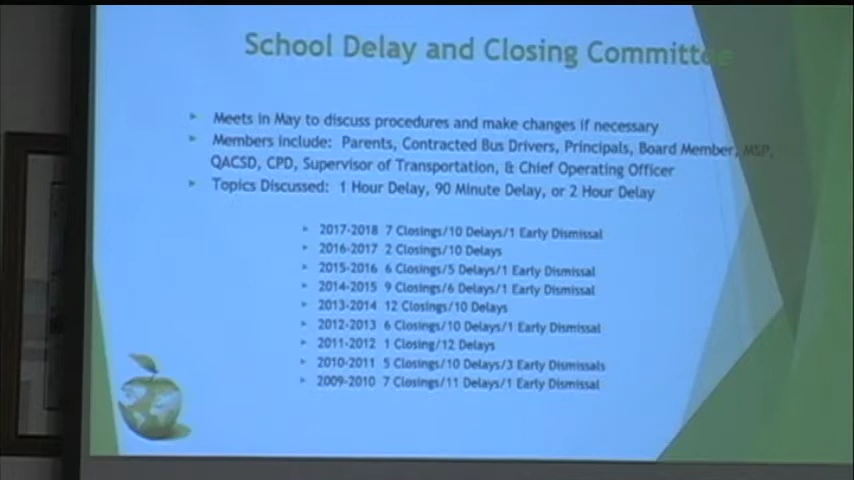 School Delay and Closing Committee
Meets in May to discuss procedures and make changes if necessary
Members include: Parents, Contracted Bus Drivers, Principals, Board Member, MSP,
QACSD, CPD, Supervisor of Transportation, & Chief Operating Officer
Topics Discussed: 1 Hour Delay, 90 Minute Delay, or 2 Hour Delay
2017-2018 7 Closings/10 Delays/1 Early Dismissal
2016-2017 2 Closings/10 Delays
2015-2016 6 Closings/5 Delays/1 Early Dismissal
2014-2015 9 Closings/6 Delays/1 Early Dismissal
2013-2014 12 Closings/10 Delays
2012-2013 6 Closings/10 Delays/1 Early Dismissal
2011-2012 1 Closing/12 Delays
2010-2011 5 Closings/10 Delays/3 Early Dismissals
2009-2010 7 Closings/11 Delays/1 Early Dismissal